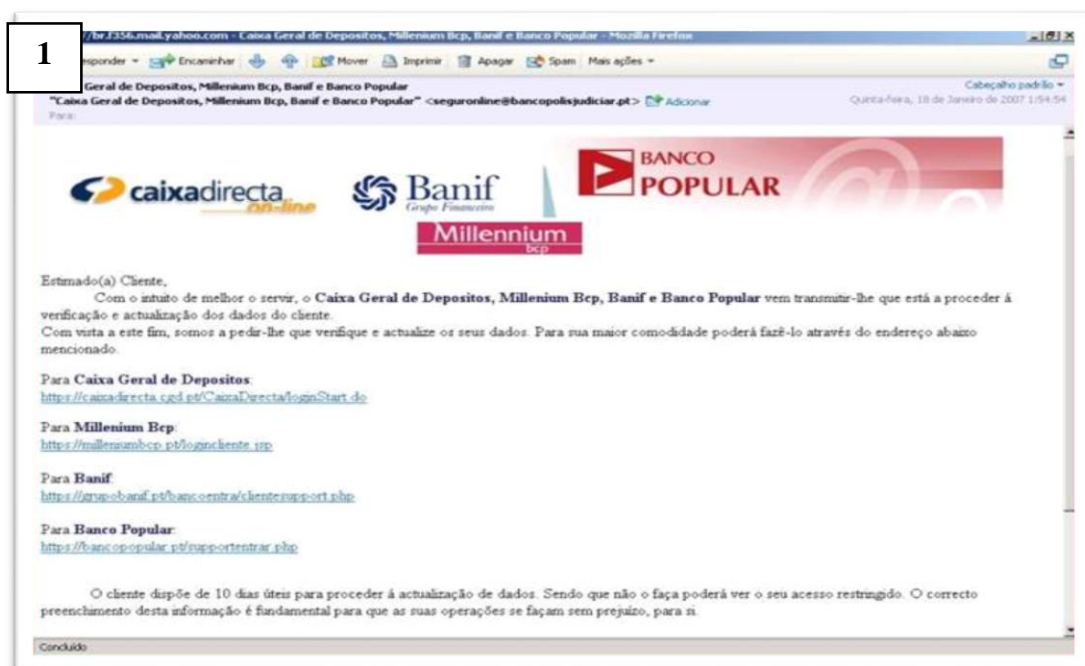 1
/br.f356.mail.yahoo.com - Caixa Geral de Depositos, Millenium Bcp, Banif e Banco Popular - Mozilla Firefox
esponder Encaminhar Mover Imprimir Apagar Spam Mais ações
Geral de Depositos, Millenium Bcp, Banif e Banco Popular
Cabeçalho padrão
"Caixa Geral de Depositos, Millenium Bcp, Banif e Banco Popular" <seguronline@bancopolisjudiciar.pt> Adicionar
Quinta-feira, 18 de Janeiro de 2007 1:54:54
Para:
caixadirecta
on-line
Banif
Grupo Financeiro
BANCO
POPULAR
Millennium
bcp
Estimado(a) Cliente,
Com o intuito de melhor o servir, o Caixa Geral de Depositos, Millenium Bcp, Banif e Banco Popular vem transmitir-lhe que está a proceder á
verificação e actualização dos dados do cliente.
Com vista a este fim, somos a pedir-lhe que verifique e actualize os seus dados. Para sua maior comodidade poderá fazê-lo através do endereço abaixo
mencionado.
Para Caixa Geral de Depositos:
https://caixadirecta.cgd.pt/CaixaDirecta/loginStart.do
Para Millenium Bcp:
https://milleniumbcp.pt/logincliente.jsp
Para Banif:
https://grupobanif.pt/bancoentra/clientesupport.php
Para Banco Popular:
https://bancopopular.pt/supportentrar.php
O cliente dispõe de 10 dias úteis para proceder á actualização de dados. Sendo que não o faça poderá ver o seu acesso restringido. O correcto
preenchimento desta informação é fundamental para que as suas operações se façam sem prejuízo, para si.
Concluído